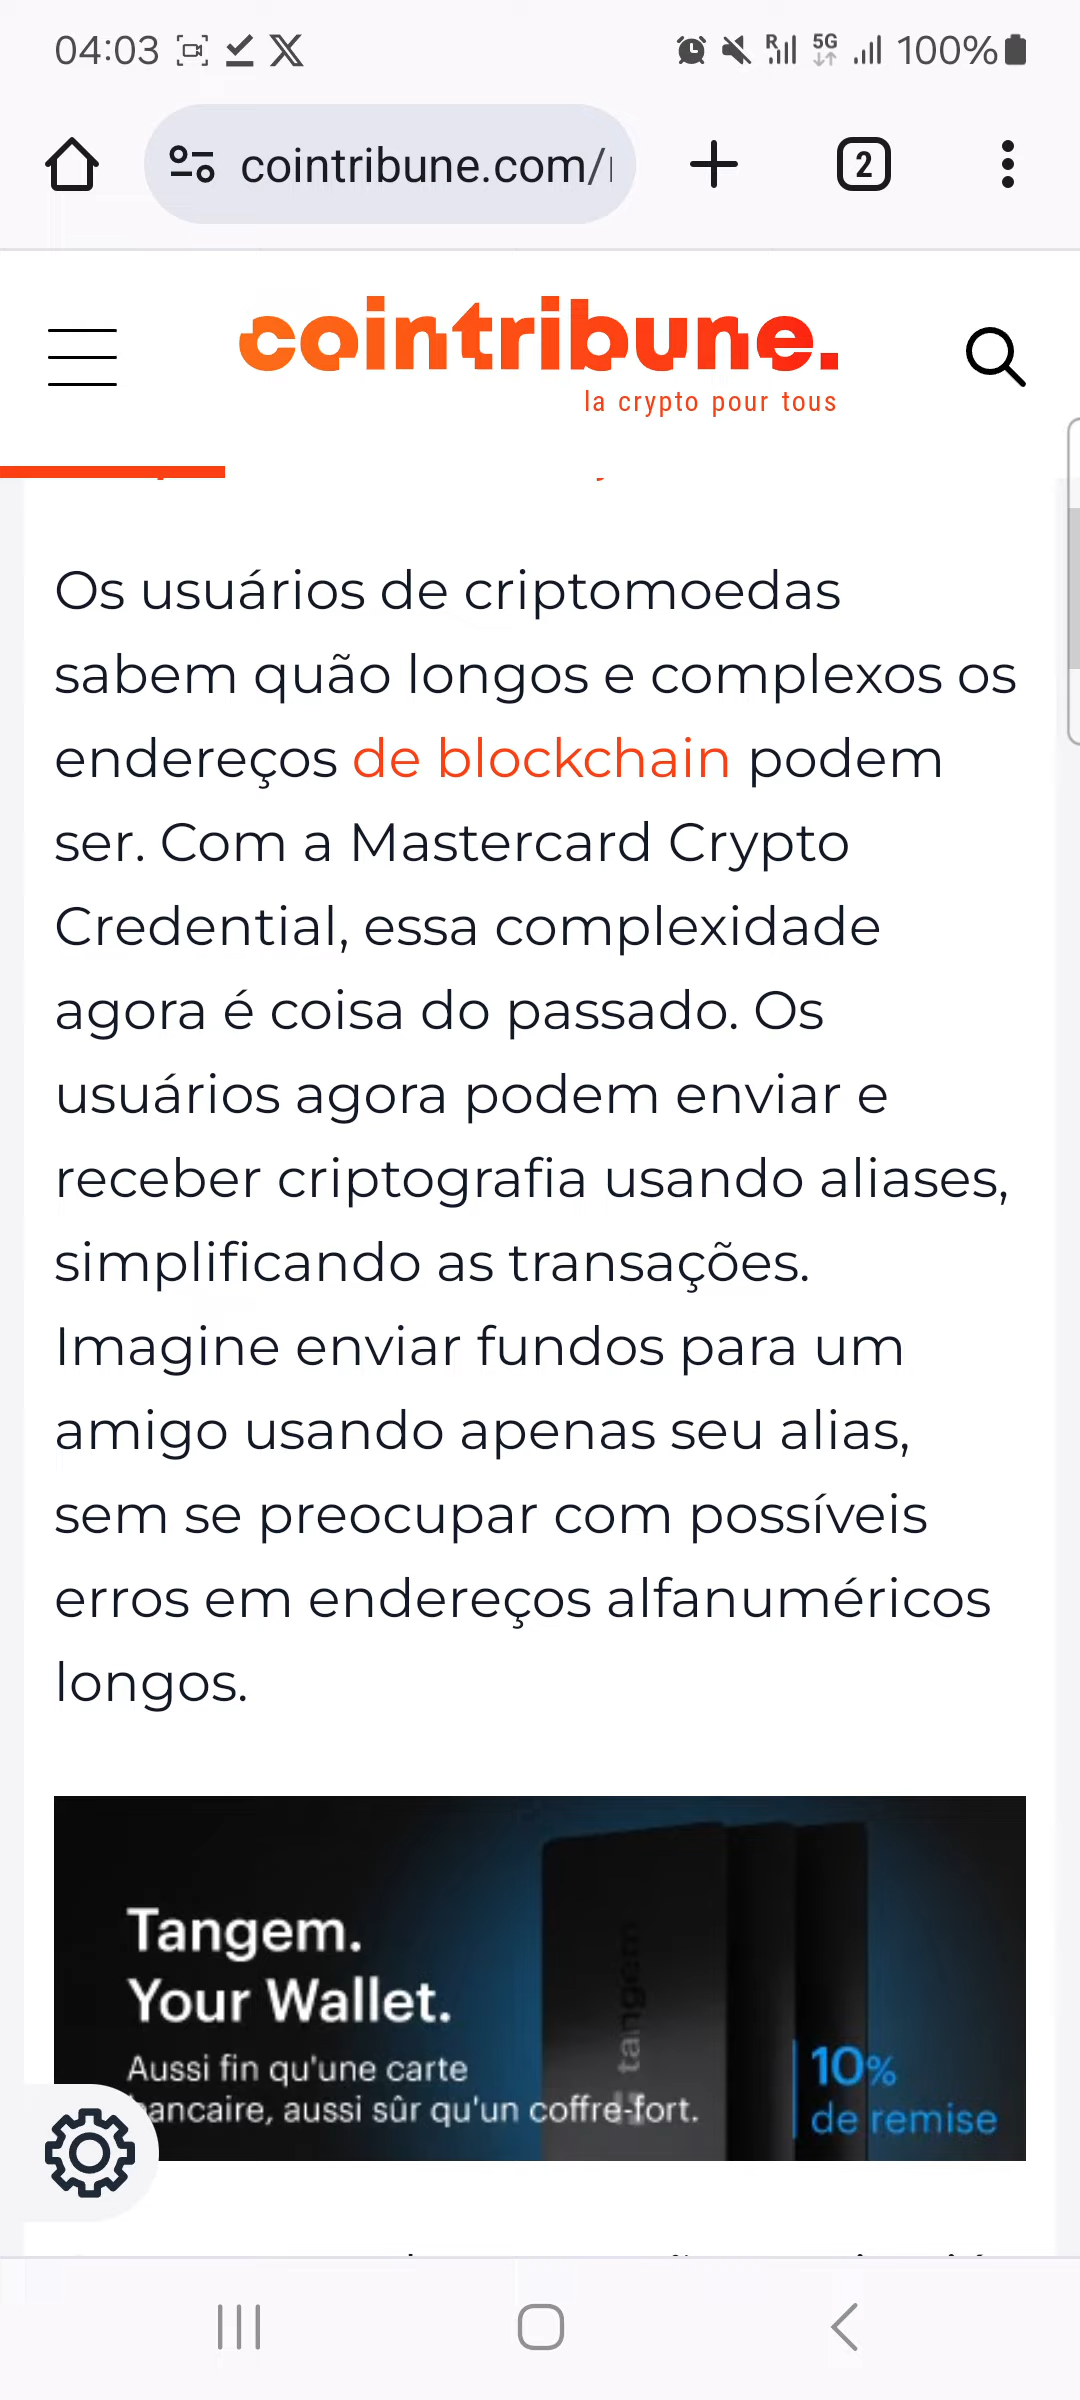 04:03
R
5G
100%
cointribune.com/
2
cointribune.
la crypto pour tous
Os usuários de criptomoedas
sabem quão longos e complexos os
endereços de blockchain podem
ser. Com a Mastercard Crypto
Credential, essa complexidade
agora é coisa do passado. Os
usuários agora podem enviar e
receber criptografia usando aliases,
simplificando as transações.
Imagine enviar fundos para um
amigo usando apenas seu alias,
sem se preocupar com possíveis
erros em endereços alfanuméricos
longos.
Tangem.
Your Wallet.
Aussi fin qu'une carte
bancaire, aussi sûr qu'un coffre-fort.
tangem
10%
de remise